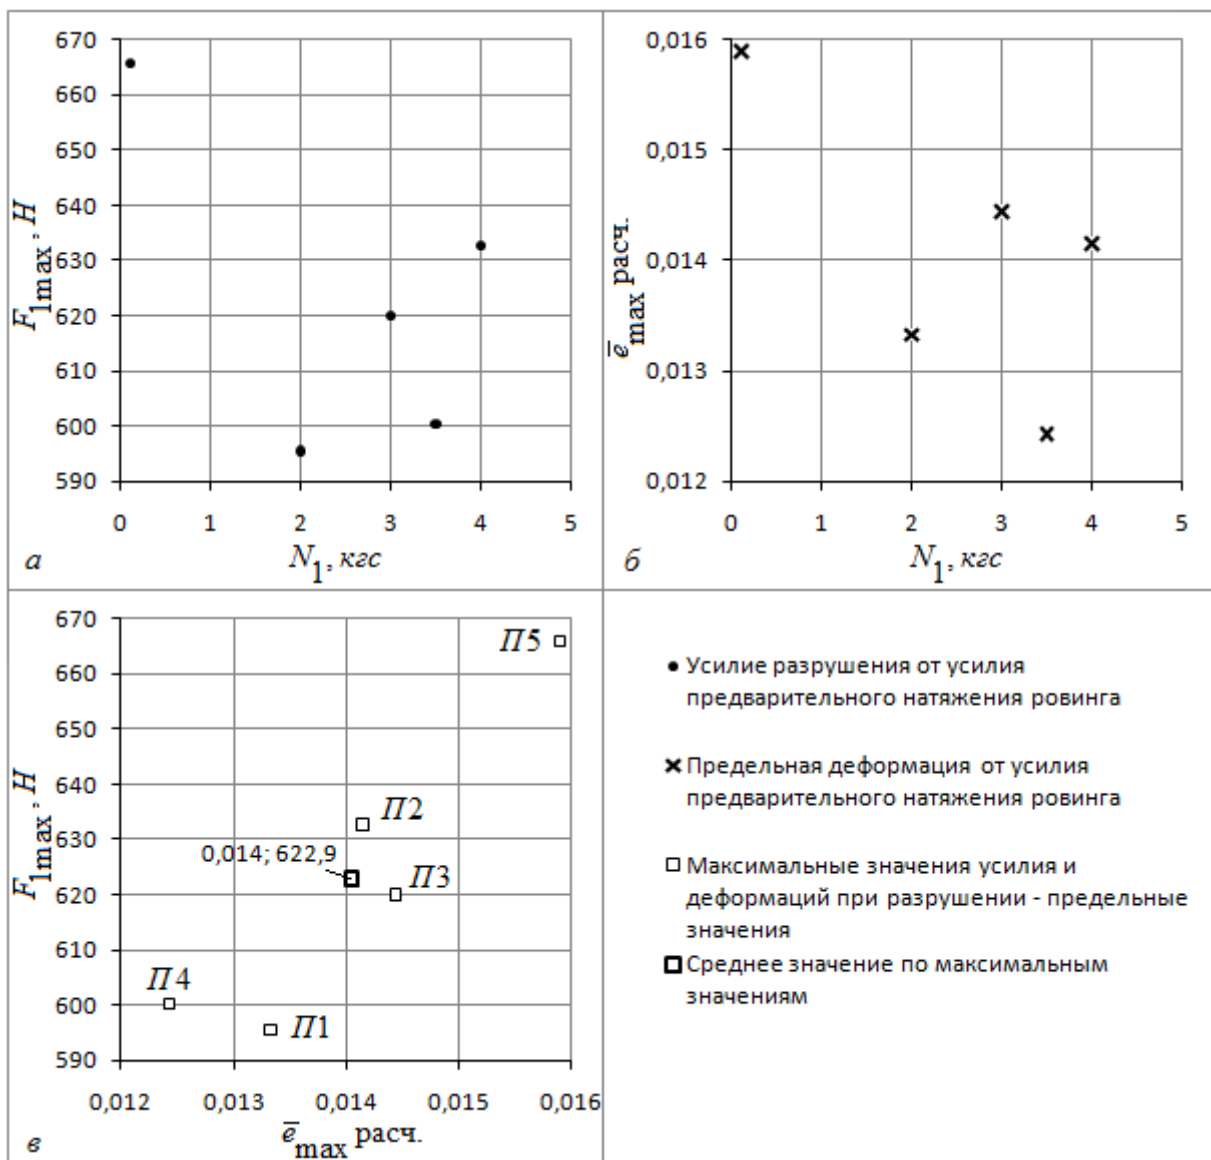 670
660
650
640
630
620
610
600
590
F1max, Н
0 1 2 3 4 5
N1, кгс
а
0,016
0,015
0,014
0,013
0,012
e̅max расч.
0 1 2 3 4 5
N1, кгс
б
670
660
650
640
630
620
610
600
590
F1max, Н
П5
П2
0,014; 622,9
П3
П4
П1
0,012 0,013 0,014 0,015 0,016
e̅max расч.
в
Усилие разрушения от усилия
предварительного натяжения ровинга
Предельная деформация от усилия
предварительного натяжения ровинга
Максимальные значения усилия и
деформаций при разрушении - предельные
значения
Среднее значение по максимальным
значениям